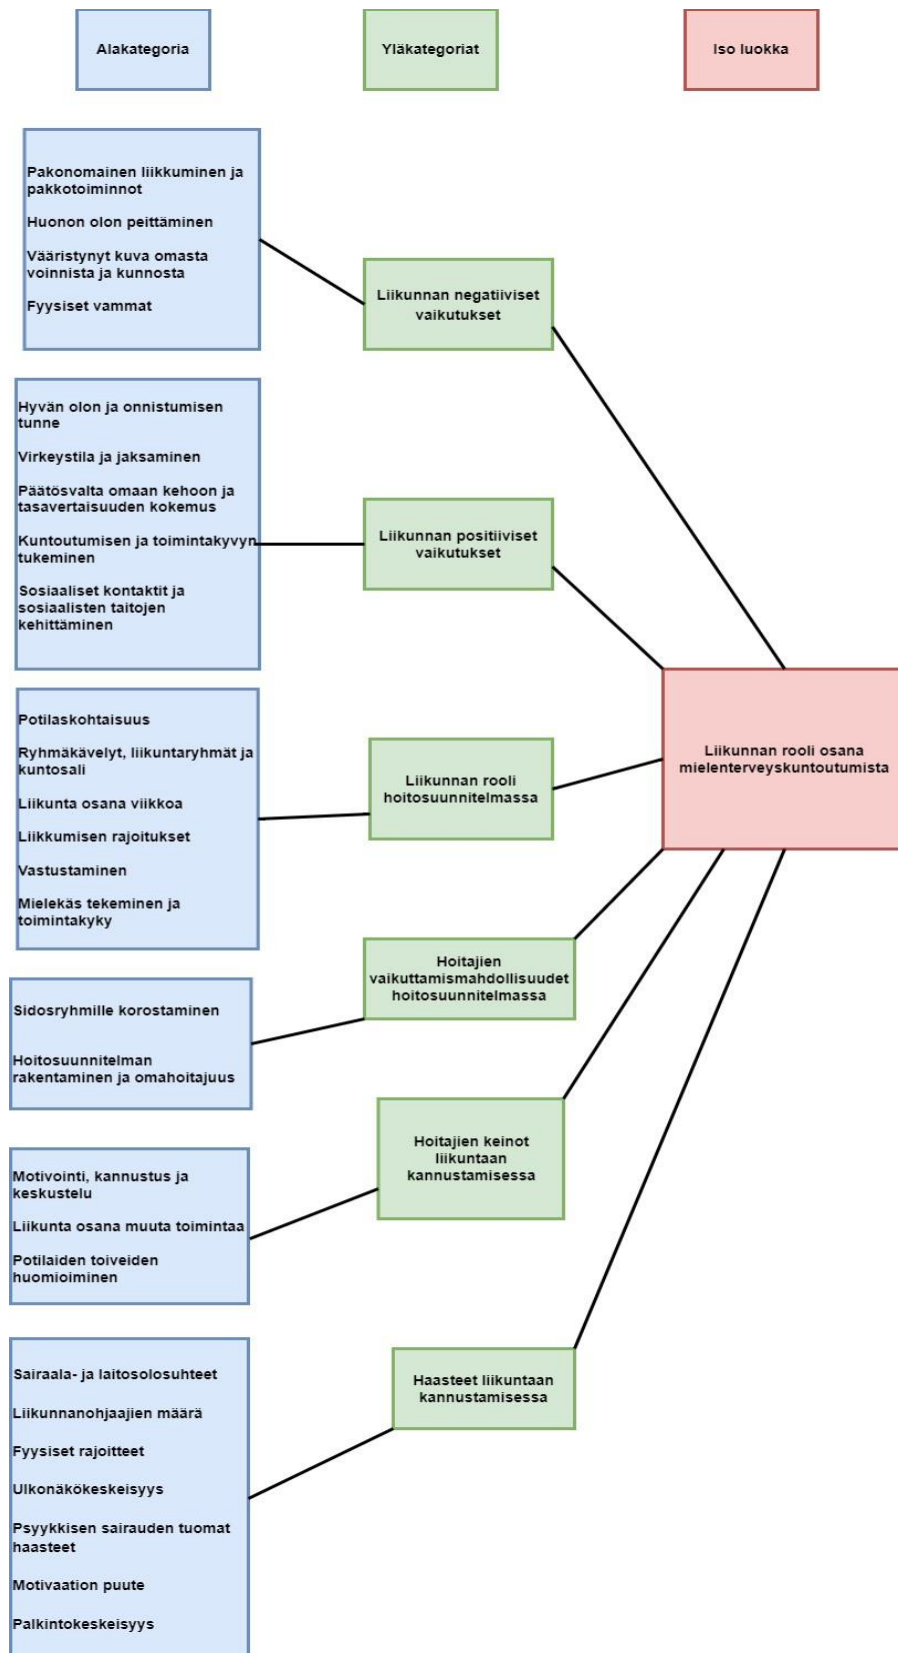 Alakategoria
Yläkategoriat
Iso luokka
Pakonomainen liikkuminen ja
pakkotoiminnot
Huonon olon peittäminen
Vääristynyt kuva omasta
voinnista ja kunnosta
Fyysiset vammat
Liikunnan negatiiviset
vaikutukset
Hyvän olon ja onnistumisen
tunne
Virkeystila ja jaksaminen
Päätösvalta omaan kehoon ja
tasavertaisuuden kokemus
Kuntoutumisen ja toimintakyvyn
tukeminen
Sosiaaliset kontaktit ja
sosiaalisten taitojen
kehittäminen
Liikunnan positiiviset
vaikutukset
Potilaskohtaisuus
Ryhmäkävelyt, liikuntaryhmät ja
kuntosali
Liikunta osana viikkoa
Liikkumisen rajoitukset
Vastustaminen
Mielekäs tekeminen ja
toimintakyky
Liikunnan rooli
hoitosuunnitelmassa
Liikunnan rooli osana
mielenterveyskuntoutumista
Sidosryhmille korostaminen
Hoitosuunnitelman
rakentaminen ja omahoitajuus
Hoitajien
vaikuttamismahdollisuudet
hoitosuunnitelmassa
Motivointi, kannustus ja
keskustelu
Liikunta osana muuta toimintaa
Potilaiden toiveiden
huomioiminen
Hoitajien keinot
liikuntaan
kannustamisessa
Sairaala- ja laitosolosuhteet
Liikunnanohjaajien määrä
Fyysiset rajoitteet
Ulkonäkökeskeisyys
Psyykkisen sairauden tuomat
haasteet
Motivaation puute
Palkintokeskeisyys
Haasteet liikuntaan
kannustamisessa